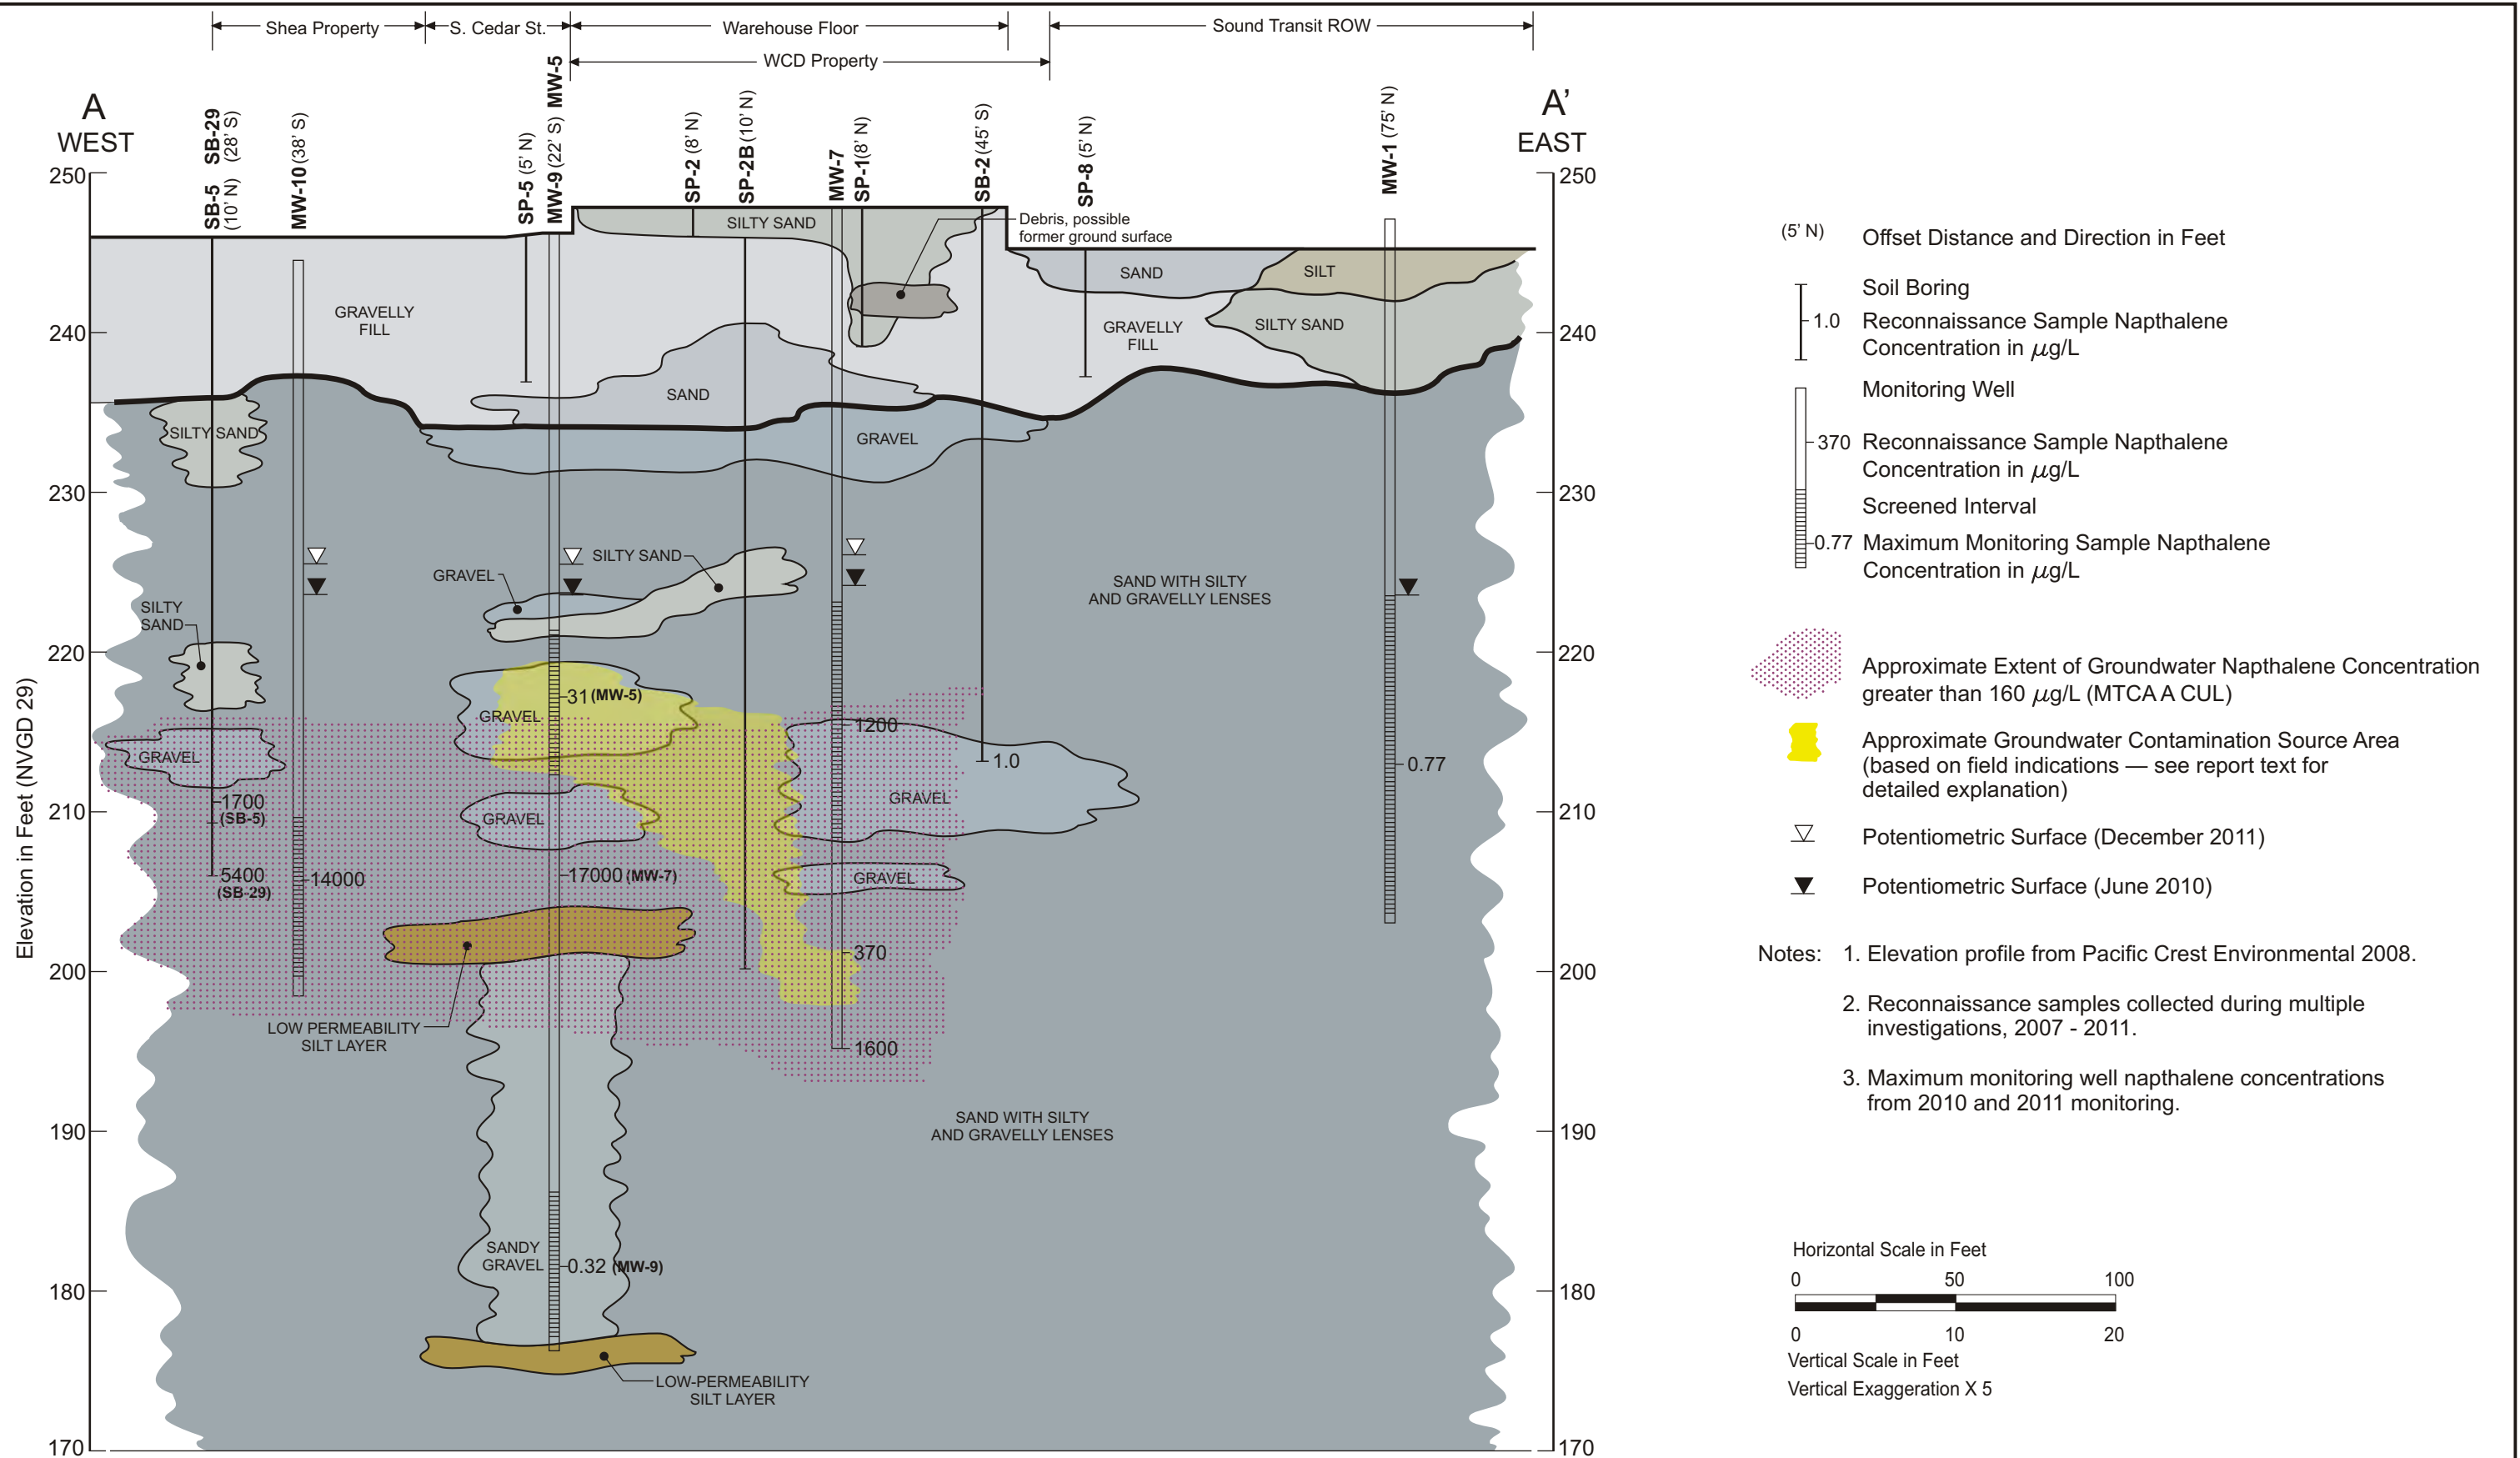 Shea Property
S. Cedar St.
Warehouse Floor
Sound Transit ROW
WCD Property
A
WEST
A'
EAST
SB-5 (10' N)
SB-29 (28' S)
MW-10 (38' S)
SP-5 (5' N)
MW-9 (22' S) MW-5
SP-2 (8' N)
SP-2B (10' N)
MW-7
SP-1 (8' N)
SB-2 (45' S)
SP-8 (5' N)
MW-1 (75' N)
Elevation in Feet (NVGD 29)
250
240
230
220
210
200
190
180
170
250
240
230
220
210
200
190
180
170
SILTY SAND
Debris, possible
former ground surface
SAND
SILT
GRAVELLY
FILL
GRAVELLY
FILL
SILTY SAND
SAND
SILTY SAND
GRAVEL
SILTY SAND
GRAVEL
SAND WITH SILTY
AND GRAVELLY LENSES
SILTY
SAND
31 (MW-5)
GRAVEL
1200
GRAVEL
1.0
0.77
GRAVEL
1700
(SB-5)
GRAVEL
5400
(SB-29)
14000
17000 (MW-7)
GRAVEL
370
LOW PERMEABILITY
SILT LAYER
1600
SAND WITH SILTY
AND GRAVELLY LENSES
SANDY
GRAVEL
0.32 (MW-9)
LOW-PERMEABILITY
SILT LAYER
(5' N) Offset Distance and Direction in Feet
Soil Boring
1.0 Reconnaissance Sample Napthalene
Concentration in µg/L
Monitoring Well
370 Reconnaissance Sample Napthalene
Concentration in µg/L
Screened Interval
0.77 Maximum Monitoring Sample Napthalene
Concentration in µg/L
Approximate Extent of Groundwater Napthalene Concentration
greater than 160 µg/L (MTCA A CUL)
Approximate Groundwater Contamination Source Area
(based on field indications — see report text for
detailed explanation)
Potentiometric Surface (December 2011)
Potentiometric Surface (June 2010)
Notes: 1. Elevation profile from Pacific Crest Environmental 2008.
2. Reconnaissance samples collected during multiple
investigations, 2007 - 2011.
3. Maximum monitoring well napthalene concentrations
from 2010 and 2011 monitoring.
Horizontal Scale in Feet
0 50 100
0 10 20
Vertical Scale in Feet
Vertical Exaggeration X 5